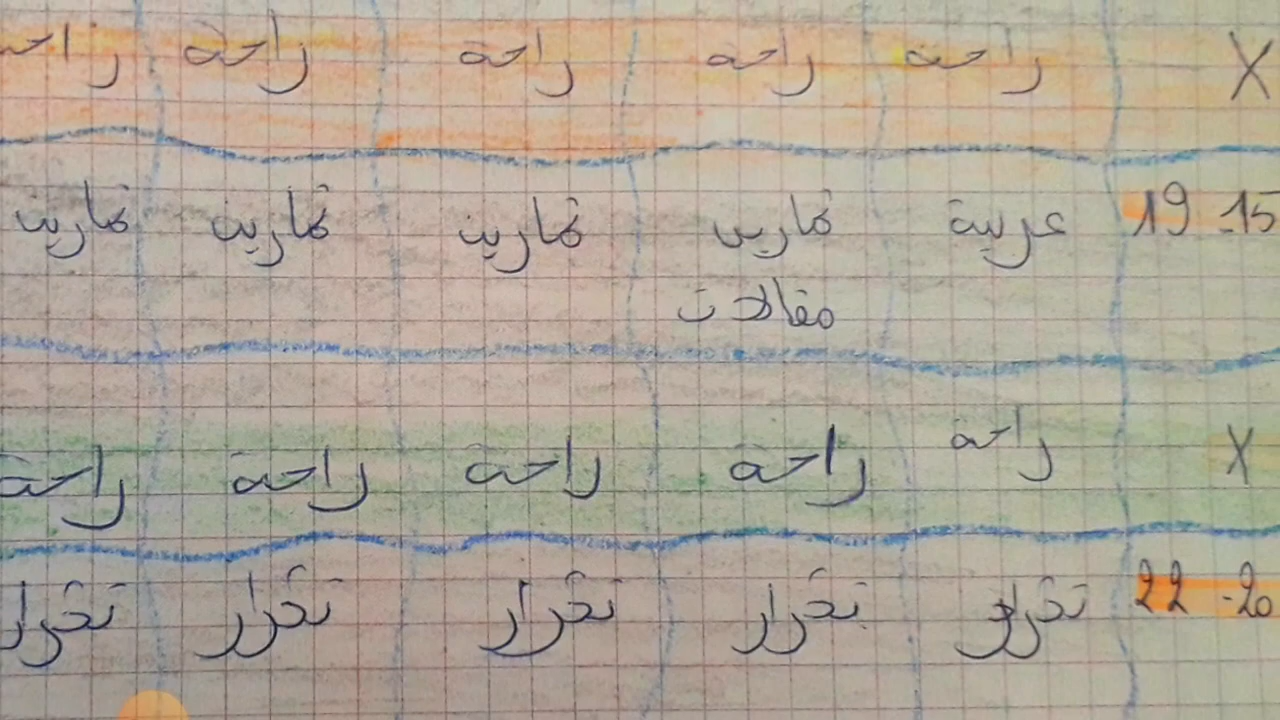 X راحة راحة راحة راحة راحة
15- 19 عربية تمارين تمارين تمارين تمارين
مقالات
X راحة راحة راحة راحة راحة
20- 22 تكرار تكرار تكرار تكرار تكرار